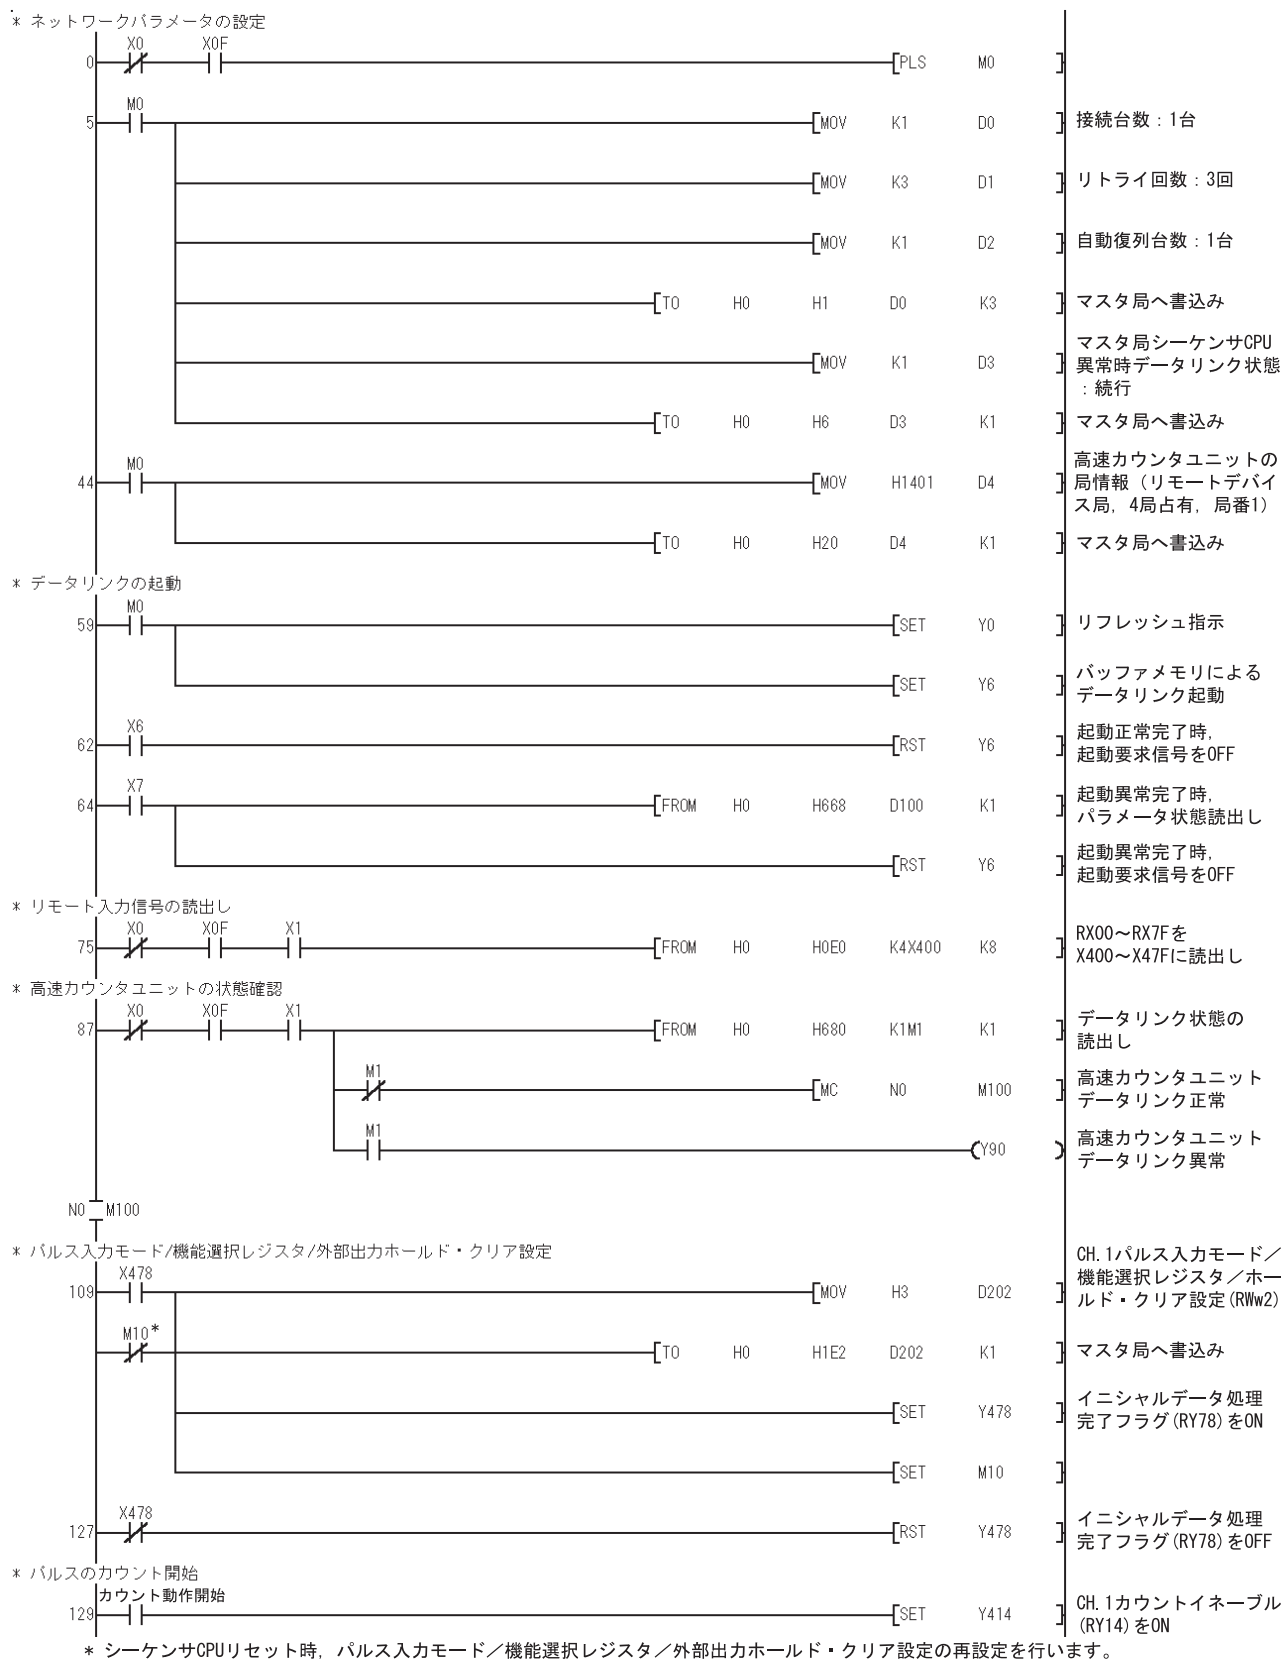 * ネットワークパラメータの設定
X0 X0F
0 PLS M0
M0
5 MOV K1 D0 接続台数：1台
MOV K3 D1 リトライ回数：3回
MOV K1 D2 自動復列台数：1台
TO H0 H1 D0 K3 マスタ局へ書込み
マスタ局シーケンサCPU
MOV K1 D3 異常時データリンク状態
：続行
TO H0 H6 D3 K1 マスタ局へ書込み
M0 高速カウンタユニットの
44 MOV H1401 D4 局情報（リモートデバイ
ス局，4局占有，局番1）
TO H0 H20 D4 K1 マスタ局へ書込み
* データリンクの起動
M0
59 SET Y0 リフレッシュ指示
バッファメモリによる
SET Y6 データリンク起動
X6 起動正常完了時，
62 RST Y6 起動要求信号をOFF
X7 起動異常完了時，
64 FROM H0 H668 D100 K1 パラメータ状態読出し
起動異常完了時，
RST Y6 起動要求信号をOFF
* リモート入力信号の読出し
X0 X0F X1 RX00～RX7Fを
75 FROM H0 H0E0 K4X400 K8 X400～X47Fに読出し
* 高速カウンタユニットの状態確認
X0 X0F X1 データリンク状態の
87 FROM H0 H680 K1M1 K1 読出し
M1 高速カウンタユニット
MC N0 M100 データリンク正常
M1 高速カウンタユニット
Y90 データリンク異常
N0 M100
* パルス入力モード/機能選択レジスタ/外部出力ホールド・クリア設定
X478 CH.1パルス入力モード／
109 MOV H3 D202 機能選択レジスタ／ホー
ルド・クリア設定(RWw2)
M10*
TO H0 H1E2 D202 K1 マスタ局へ書込み
イニシャルデータ処理
SET Y478 完了フラグ(RY78)をON
SET M10
X478 イニシャルデータ処理
127 RST Y478 完了フラグ(RY78)をOFF
* パルスのカウント開始
カウント動作開始 CH.1カウントイネーブル
129 SET Y414 (RY14)をON
* シーケンサCPUリセット時，パルス入力モード／機能選択レジスタ／外部出力ホールド・クリア設定の再設定を行います。